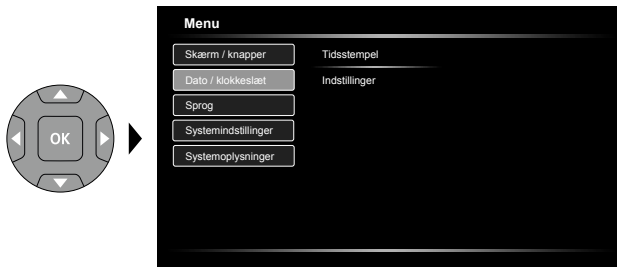 Menu
Skærm / knapper
Tidsstempel
Dato / klokkeslæt
Indstillinger
Sprog
OK
Systemindstillinger
Systemoplysninger